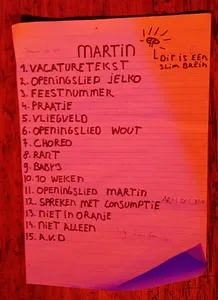 MARTIN
DIT IS EEN
SLIM BREIN
1. VACATURETEKST
2. OPENINGSLIED JELKO
3. FEESTNUMMER
4. PRAATJE
5. VLIEGVELD
6. OPENINGSLIED WOUT
7. CHOREO
8. RANT
9. BABYS
10. 10 WEKEN
11. OPENINGSLIED MARTIN
12. SPREKEN MET CONSUMPTIE
13. NIET IN ORANJE
14. NIET ALLEEN
15. A.V.D